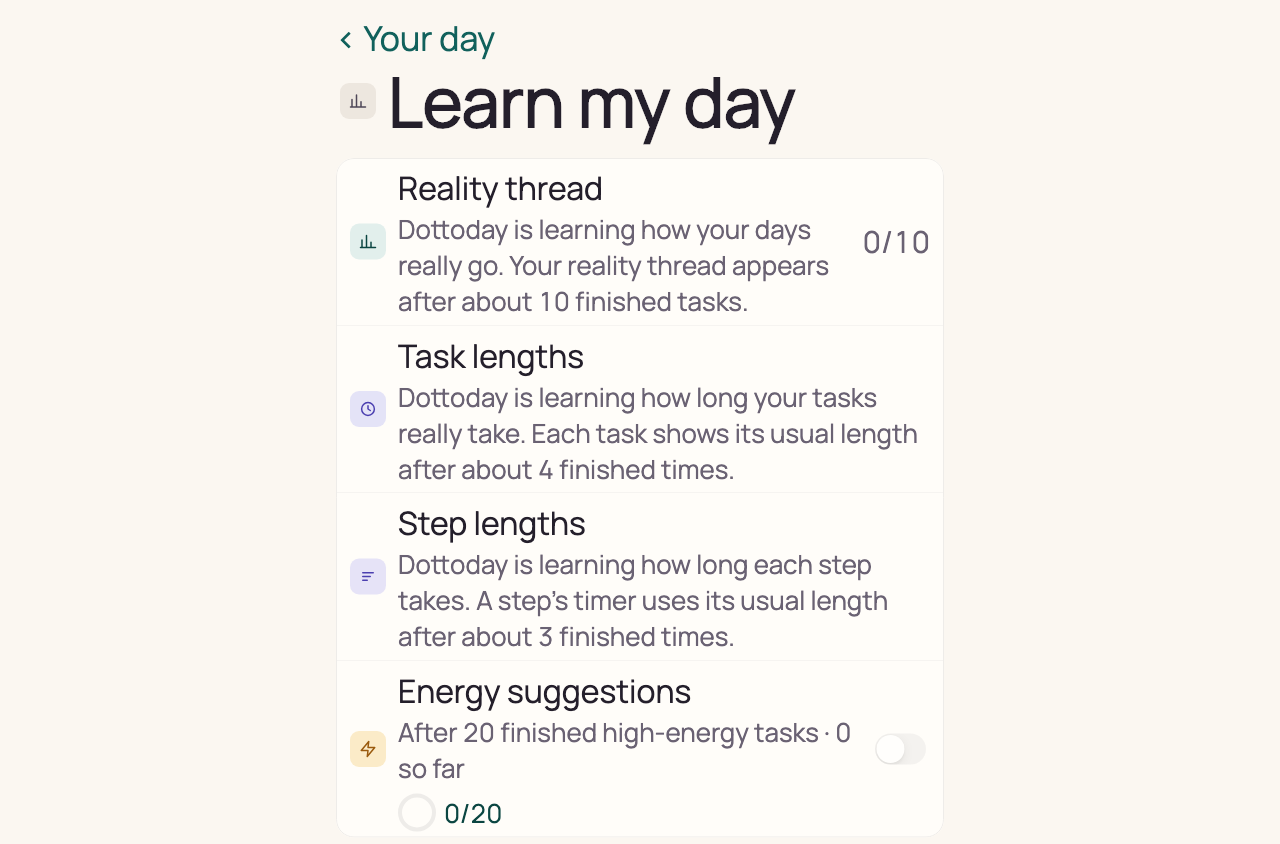 Your day
Learn my day
Reality thread
Dottoday is learning how your days
really go. Your reality thread appears
after about 10 finished tasks.
0/10
Task lengths
Dottoday is learning how long your tasks
really take. Each task shows its usual length
after about 4 finished times.
Step lengths
Dottoday is learning how long each step
takes. A step’s timer uses its usual length
after about 3 finished times.
Energy suggestions
After 20 finished high-energy tasks · 0
so far
0/20